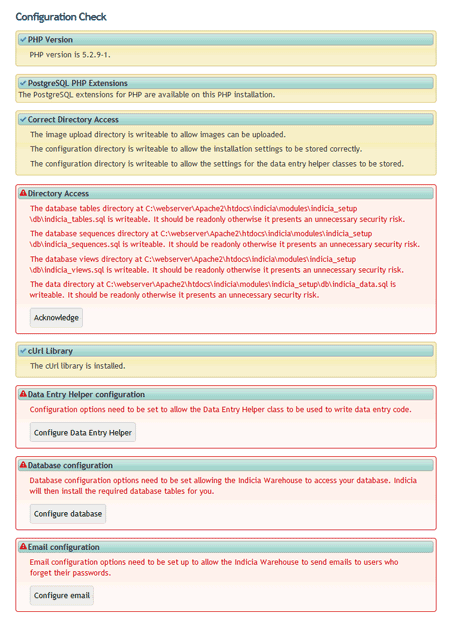 Configuration Check
PHP Version
PHP version is 5.2.9-1.
PostgreSQL PHP Extensions
The PostgreSQL extensions for PHP are available on this PHP installation.
Correct Directory Access
The image upload directory is writeable to allow images can be uploaded.
The configuration directory is writeable to allow the installation settings to be stored correctly.
The configuration directory is writeable to allow the settings for the data entry helper classes to be stored.
Directory Access
The database tables directory at C:\webserver\Apache2\htdocs\indicia\modules\indicia_setup
\db\indicia_tables.sql is writeable. It should be readonly otherwise it presents an unnecessary security risk.
The database sequences directory at C:\webserver\Apache2\htdocs\indicia\modules\indicia_setup
\db\indicia_sequences.sql is writeable. It should be readonly otherwise it presents an unnecessary security risk.
The database views directory at C:\webserver\Apache2\htdocs\indicia\modules\indicia_setup
\db\indicia_views.sql is writeable. It should be readonly otherwise it presents an unnecessary security risk.
The data directory at C:\webserver\Apache2\htdocs\indicia\modules\indicia_setup\db\indicia_data.sql is
writeable. It should be readonly otherwise it presents an unnecessary security risk.
Acknowledge
cUrl Library
The cUrl library is installed.
Data Entry Helper configuration
Configuration options need to be set to allow the Data Entry Helper class to be used to write data entry code.
Configure Data Entry Helper
Database configuration
Database configuration options need to be set allowing the Indicia Warehouse to access your database. Indicia
will then install the required database tables for you.
Configure database
Email configuration
Email configuration options need to be set up to allow the Indicia Warehouse to send emails to users who
forget their passwords.
Configure email